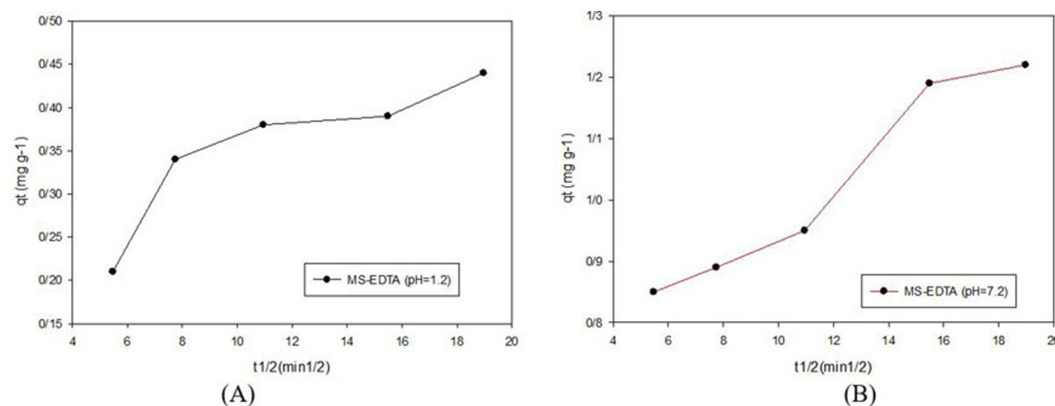 0/50
0/45
0/40
0/35
0/30
0/25
0/20
0/15
qt (mg g-1)
4 6 8 10 12 14 16 18 20
t1/2(min1/2)
MS-EDTA (pH=1.2)
(A)
1/3
1/2
1/1
1/0
0/9
0/8
qt (mg g-1)
4 6 8 10 12 14 16 18 20
t1/2(min1/2)
MS-EDTA (pH=7.2)
(B)